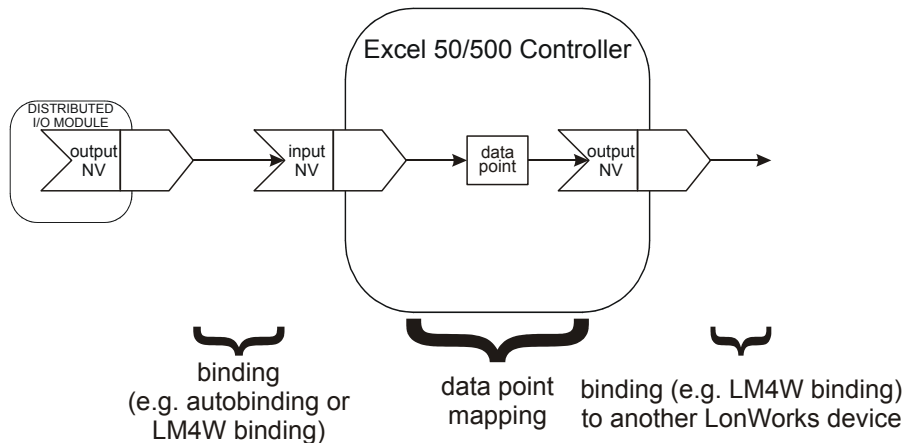 Excel 50/500 Controller
DISTRIBUTED
I/O MODULE
output
NV
input
NV
data
point
output
NV
binding
(e.g. autobinding or
LM4W binding)
data point
mapping
binding (e.g. LM4W binding)
to another LonWorks device